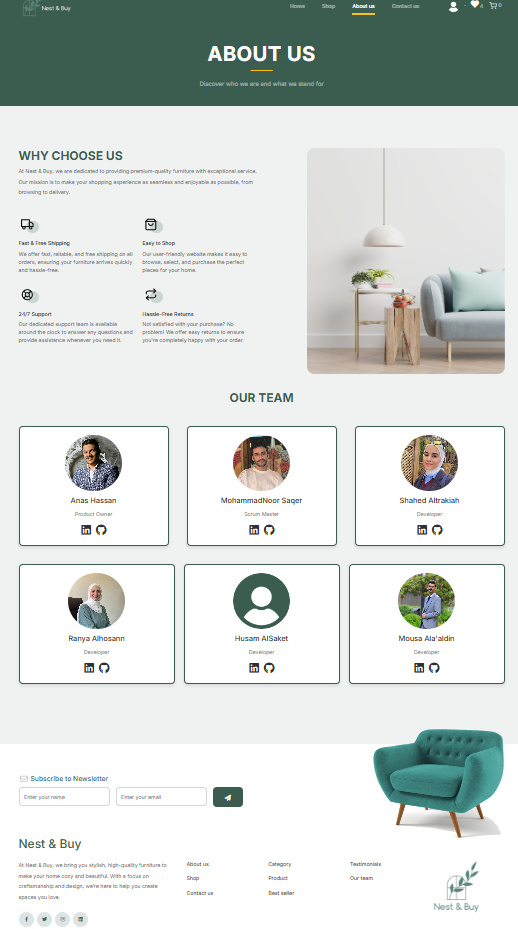 Nest & Buy
Home Shop About us Contact us 0
ABOUT US
Discover who we are and what we stand for
WHY CHOOSE US
At Nest & Buy, we are dedicated to providing premium-quality furniture with exceptional service.
Our mission is to make your shopping experience as seamless and enjoyable as possible, from
browsing to delivery.
Fast & Free Shipping
We offer fast, reliable, and free shipping on all
orders, ensuring your furniture arrives quickly
and hassle-free.
Easy to Shop
Our user-friendly website makes it easy to
browse, select, and purchase the perfect
pieces for your home.
24/7 Support
Our dedicated support team is available
around the clock to answer any questions and
provide assistance whenever you need it.
Hassle-Free Returns
Not satisfied with your purchase? No
problem! We offer easy returns to ensure
you're completely happy with your order.
OUR TEAM
Anas Hassan
Product Owner
MohammadNoor Saqer
Scrum Master
Shahed Altrakiah
Developer
Ranya Alhosann
Developer
Husam AlSaket
Developer
Mousa Ala'aldin
Developer
Subscribe to Newsletter
Enter your name
Enter your email
Nest & Buy
At Nest & Buy, we bring you stylish, high-quality furniture to
make your home cozy and beautiful. With a focus on
craftsmanship and design, we're here to help you create
spaces you love.
About us
Shop
Contact us
Category
Product
Best seller
Testimonials
Our team
Nest & Buy